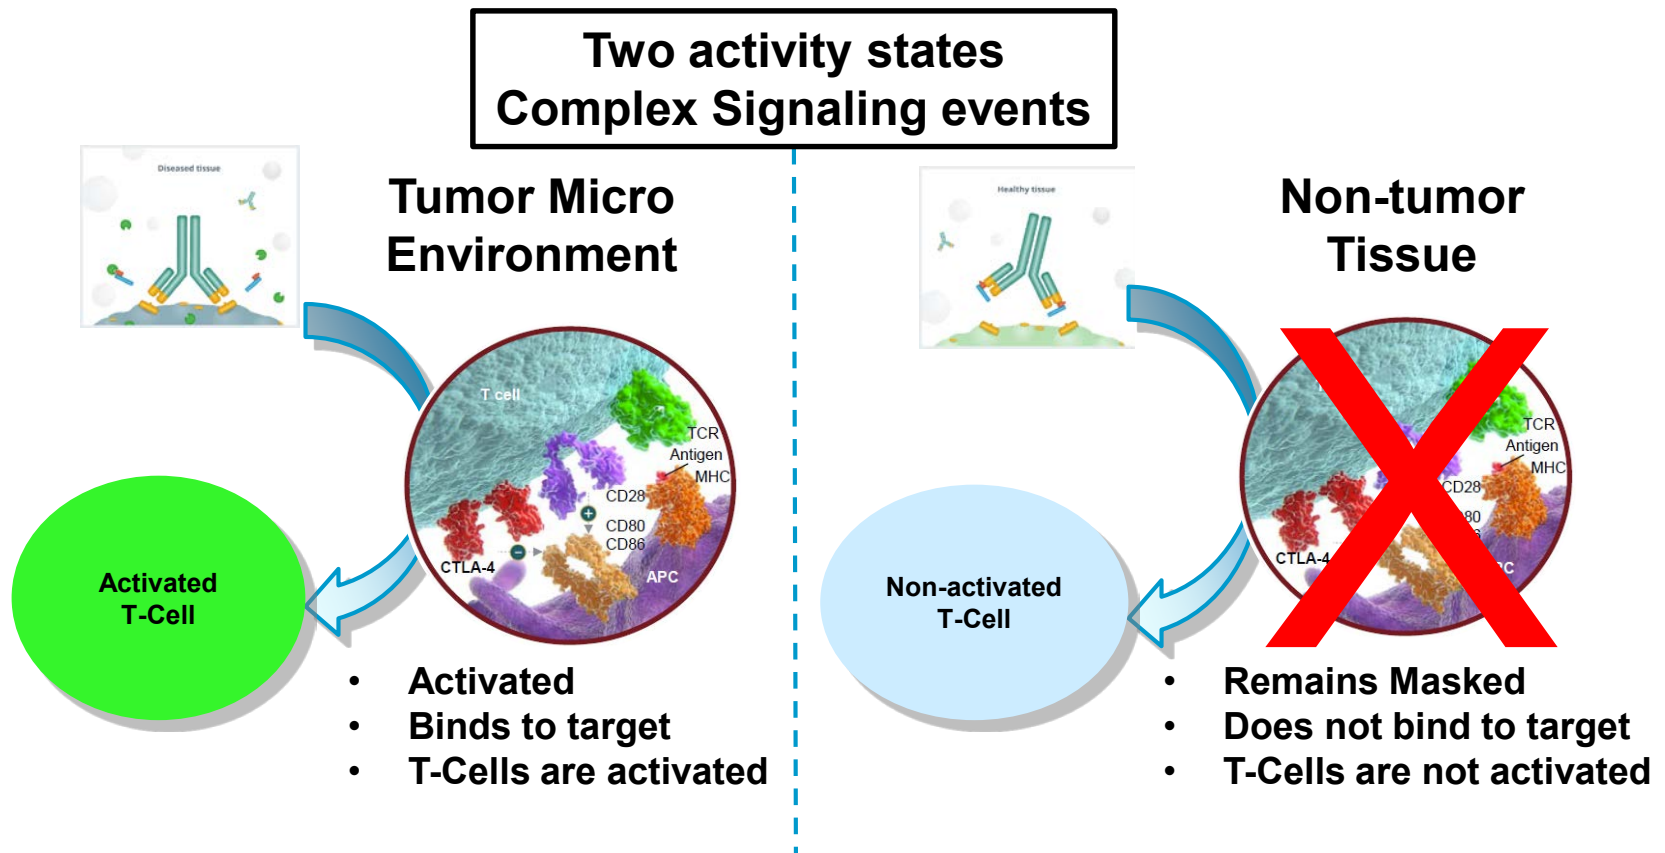 Two activity states
Complex Signaling events
Diseased tissue
Tumor Micro
Environment
T cell
TCR
Antigen
MHC
CD28
CD80
CD86
CTLA-4
APC
Activated
T-Cell
• Activated
• Binds to target
• T-Cells are activated
Healthy tissue
Non-tumor
Tissue
TCR
Antigen
MHC
CD28
CTLA-4
Non-activated
T-Cell
• Remains Masked
• Does not bind to target
• T-Cells are not activated